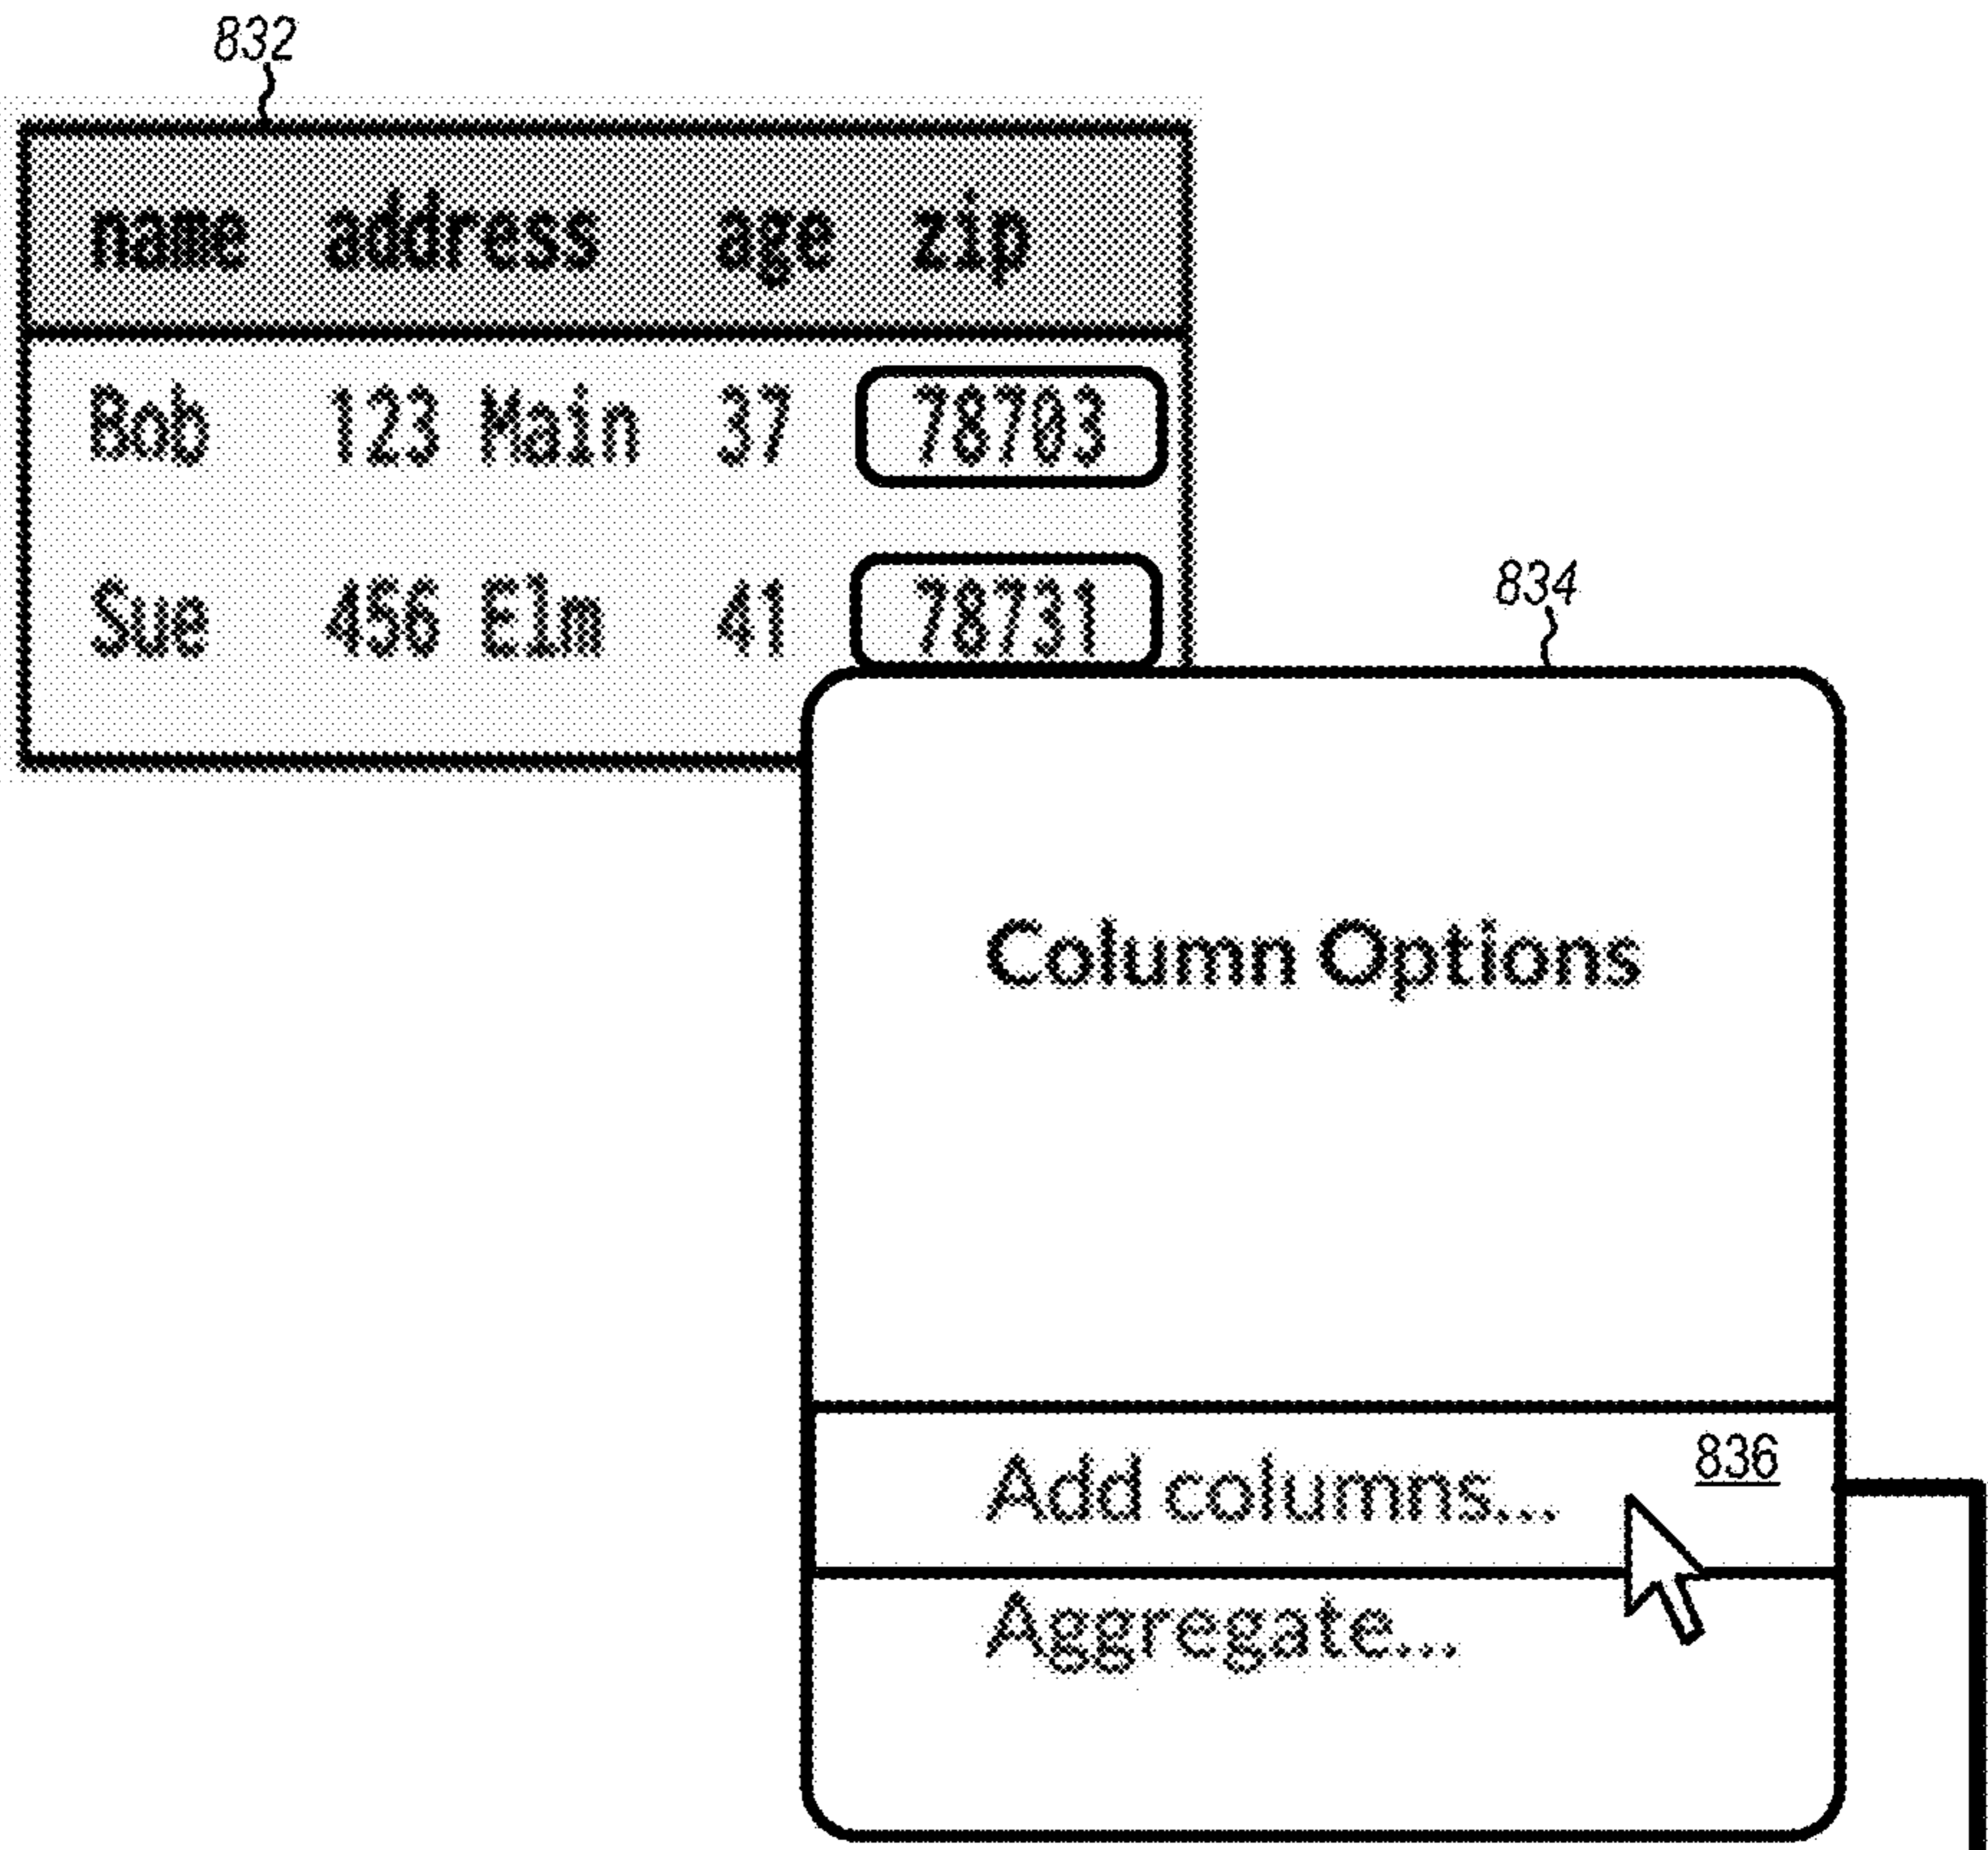 832
name address age zip
Bob 123 Main 37 78703
Sue 456 Elm 41 78731
834
Column Options
836
Add columns...
Aggregate...